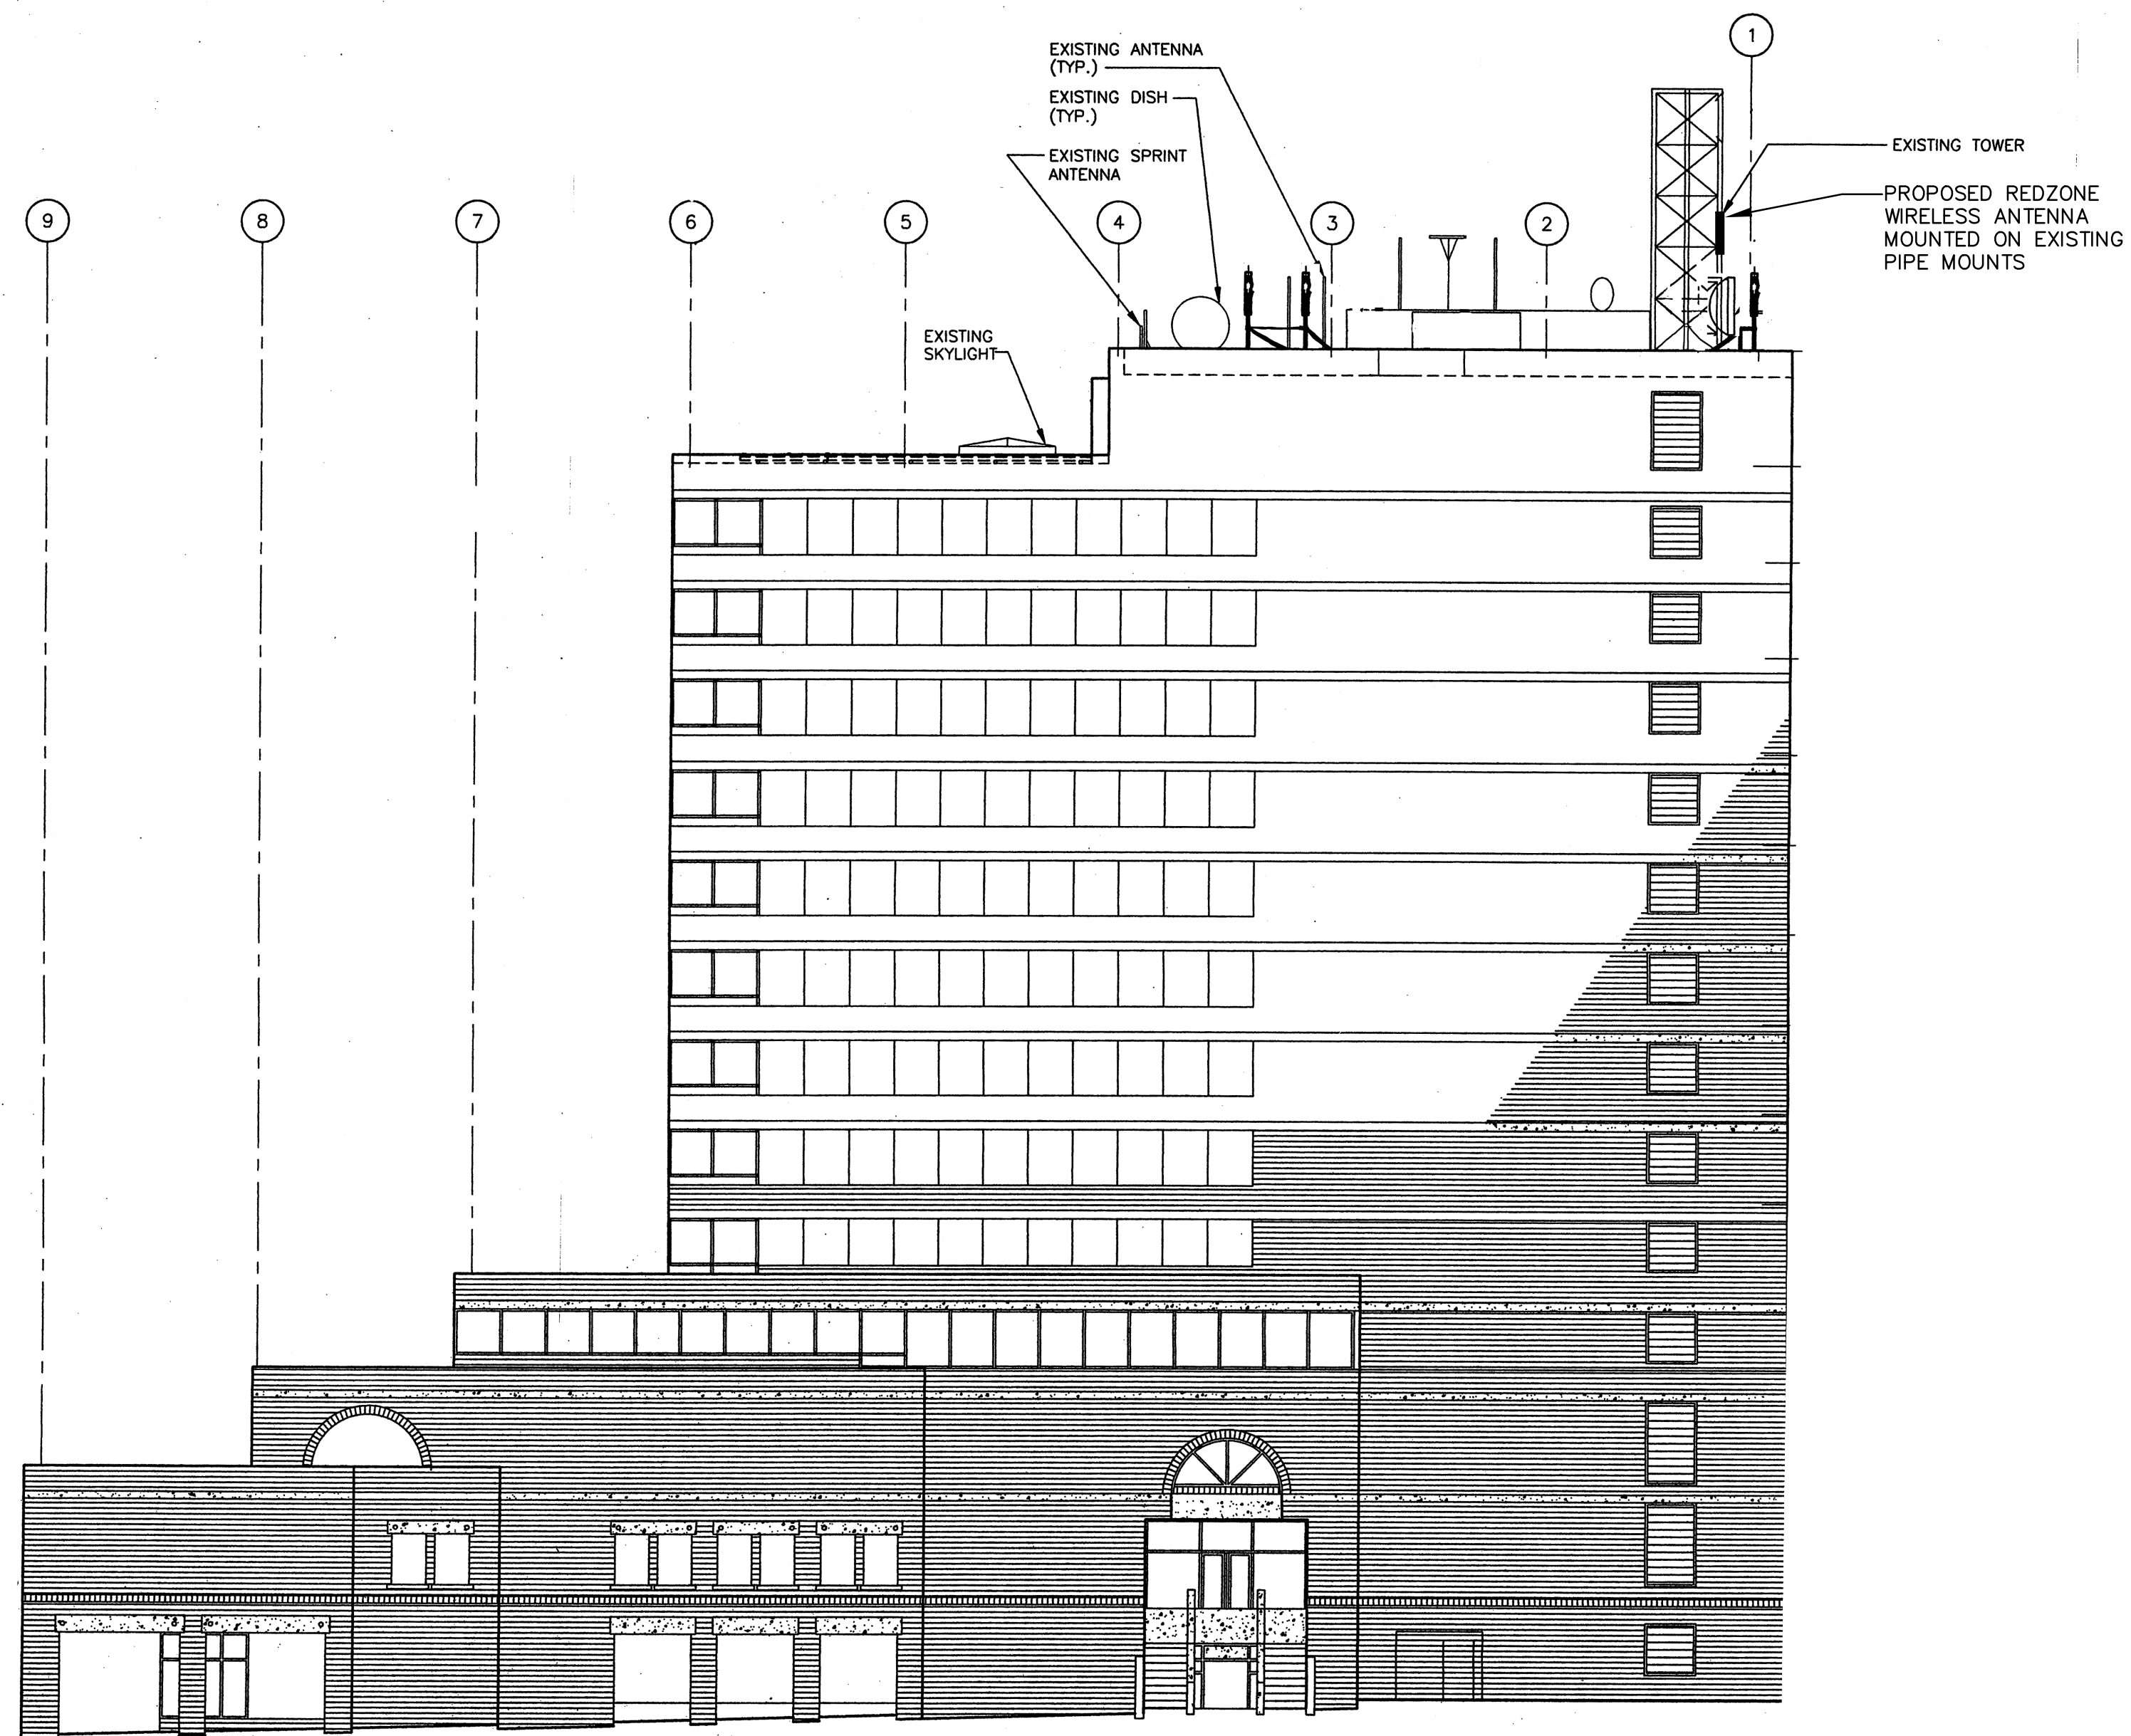 1
EXISTING ANTENNA
(TYP.)
EXISTING DISH
(TYP.)
EXISTING SPRINT
ANTENNA
EXISTING TOWER
PROPOSED REDZONE
WIRELESS ANTENNA
MOUNTED ON EXISTING
PIPE MOUNTS
9
8
7
6
5
4
3
2
EXISTING
SKYLIGHT